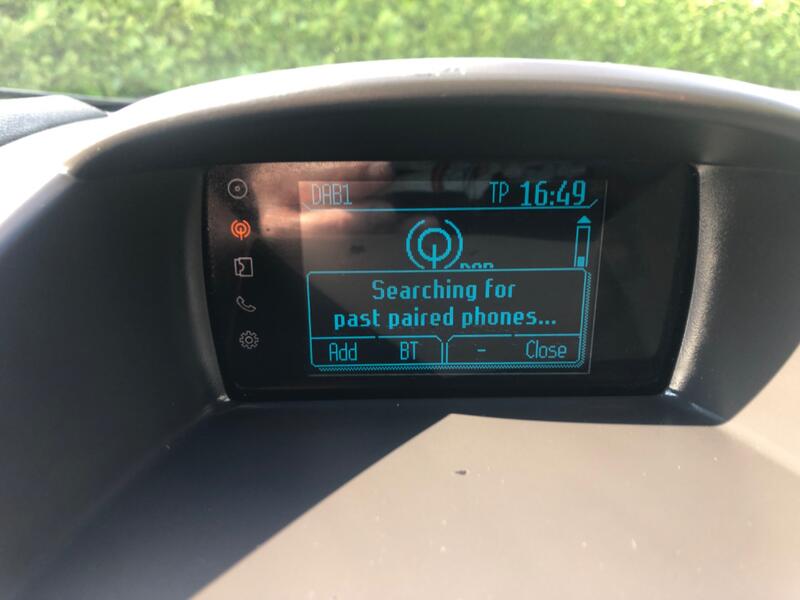 DAB1 TP 16:49
Searching for
past paired phones...
Add BT - Close